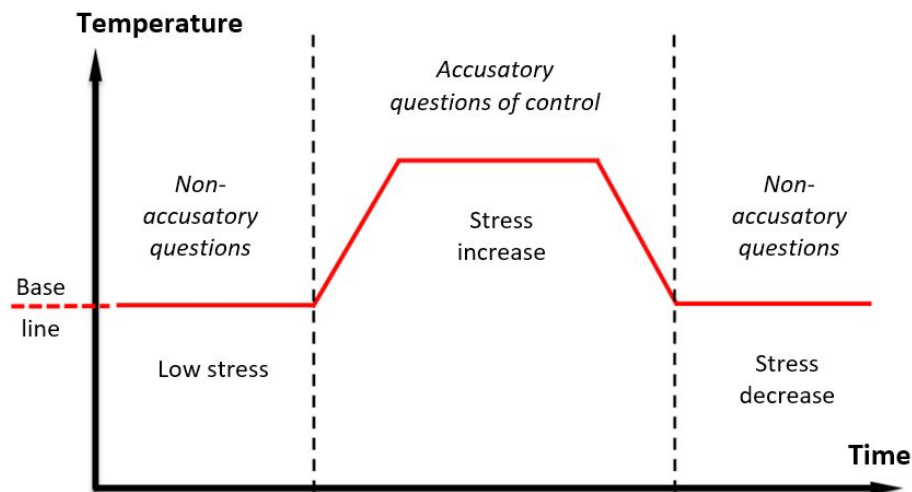 Temperature
Accusatory
questions of control
Non-
accusatory
questions
Non-
accusatory
questions
Stress
increase
Base
line
Low stress
Stress
decrease
Time